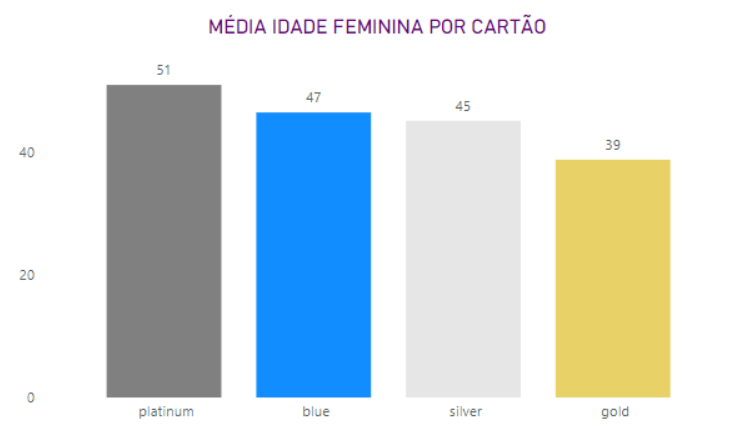 MÉDIA IDADE FEMININA POR CARTÃO
51
47
45
39
40
20
0
platinum
blue
silver
gold